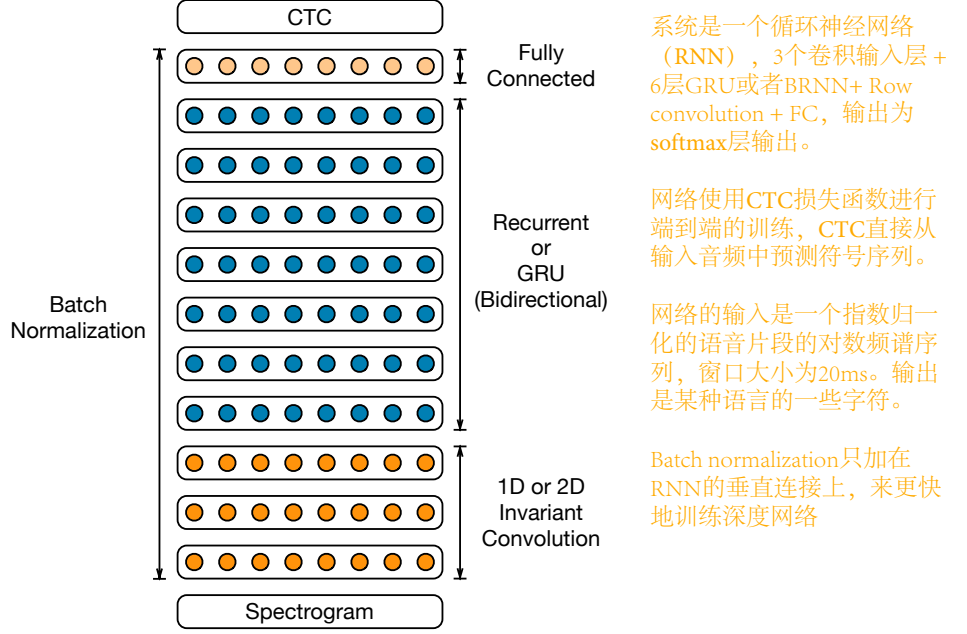 CTC
Fully
Connected
Recurrent
or
GRU
(Bidirectional)
Batch
Normalization
1D or 2D
Invariant
Convolution
Spectrogram
系统是一个循环神经网络
（RNN），3个卷积输入层 +
6层GRU或者BRNN+ Row
convolution + FC，输出为
softmax层输出。
网络使用CTC损失函数进行
端到端的训练，CTC直接从
输入音频中预测符号序列。
网络的输入是一个指数归一
化的语音片段的对数频谱序
列，窗口大小为20ms。输出
是某种语言的一些字符。
Batch normalization只加在
RNN的垂直连接上，来更快
地训练深度网络